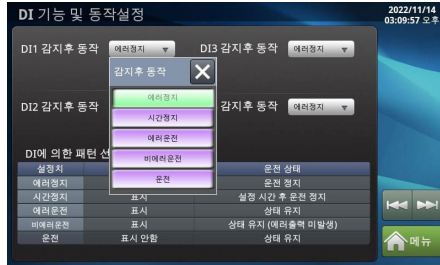 DI 기능 및 동작설정
2022/11/14
03:09:57 오후
DI1 감지후 동작 에러정지
DI3 감지후 동작 에러정지
감지후 동작
에러정지
시간정지
에러운전
비에러운전
운전
DI2 감지후 동작
감지후 동작 에러정지
DI에 의한 패턴 선
설정치 운전 상태
에러정지 운전 정지
시간정지 표시 설정 시간 후 운전 정지
에러운전 표시 상태 유지
비에러운전 표시 상태 유지 (에러출력 미발생)
운전 표시 안함 상태 유지
메뉴